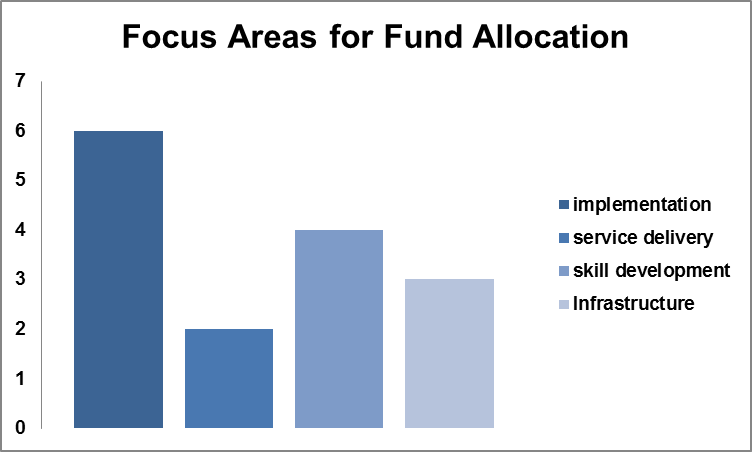 Focus Areas for Fund Allocation
7
6
5
4
3
2
1
0
implementation
service delivery
skill development
Infrastructure